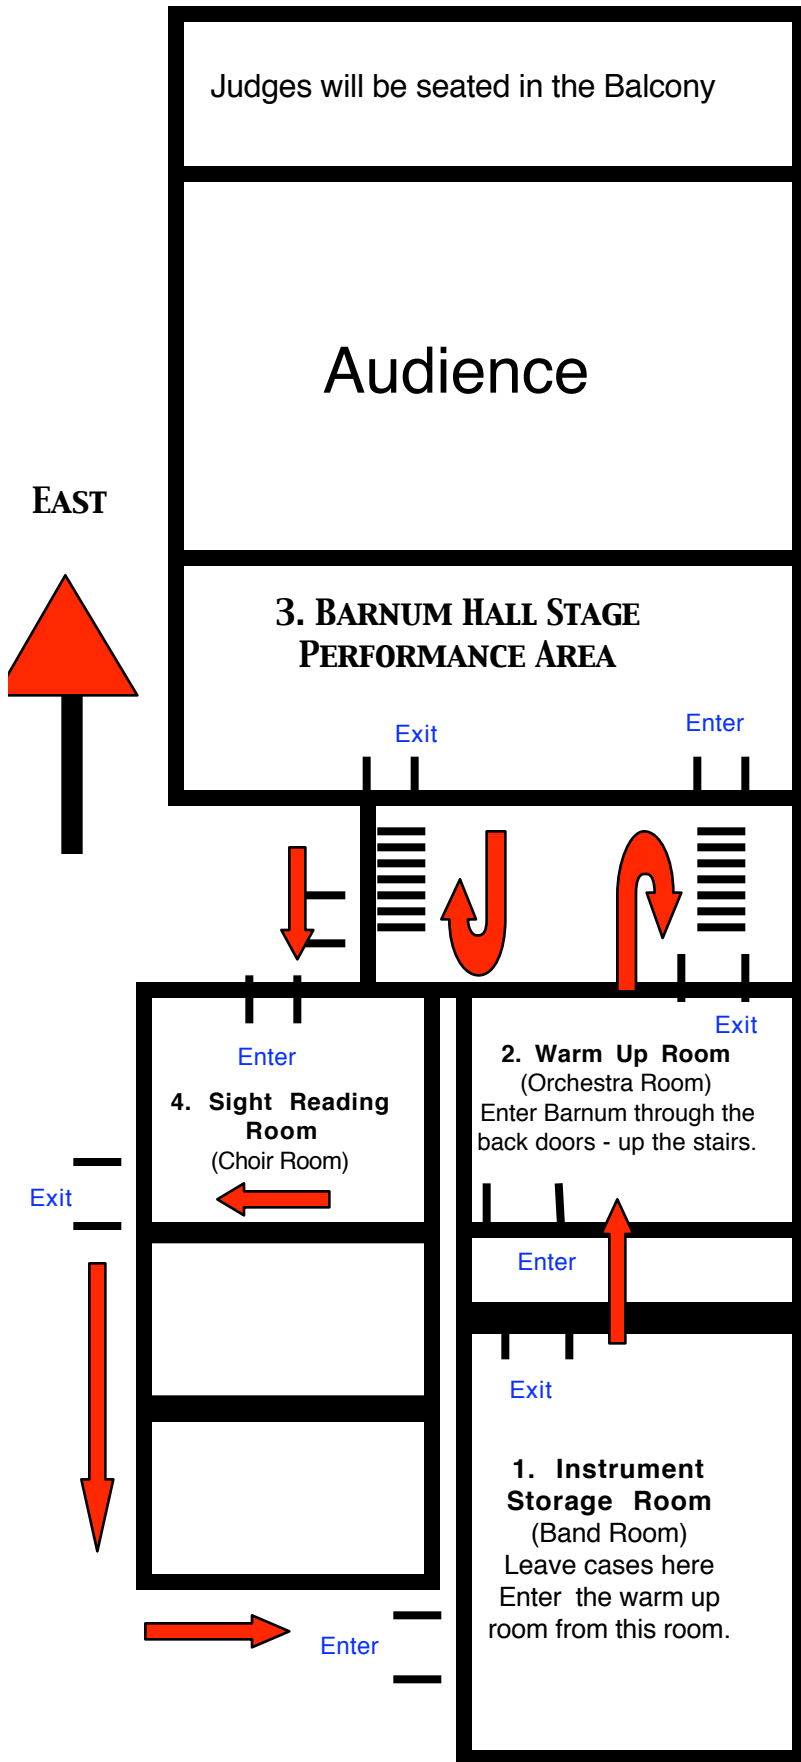 Judges will be seated in the Balcony
Audience
EAST
3. BARNUM HALL STAGE
PERFORMANCE AREA
Exit
Enter
Exit
Enter
2. Warm Up Room
(Orchestra Room)
Enter Barnum through the
back doors - up the stairs.
4. Sight Reading
Room
(Choir Room)
Exit
Enter
Exit
1. Instrument
Storage Room
(Band Room)
Leave cases here
Enter the warm up
room from this room.
Enter